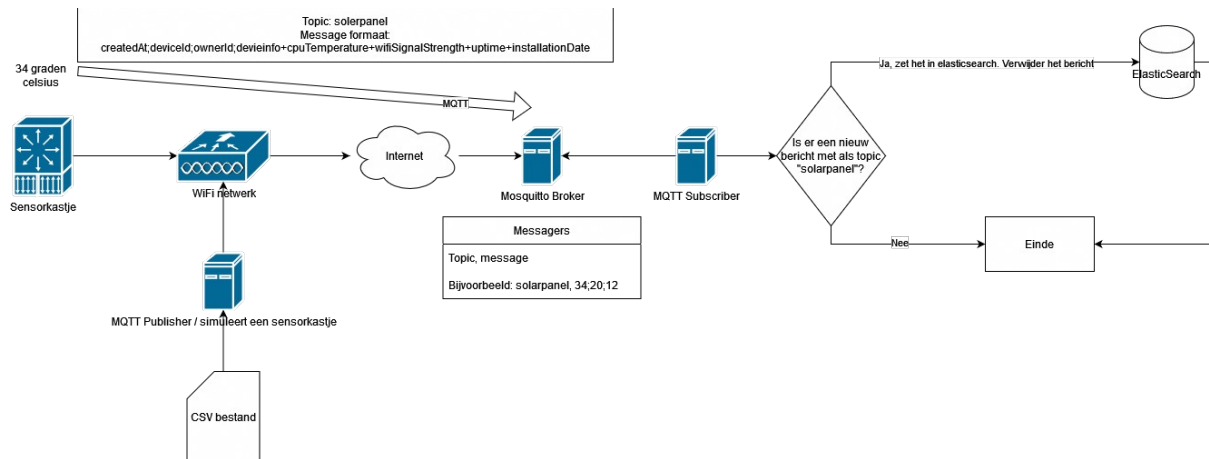 Topic: solerpanel
Message formaat:
createdAt;deviceId;ownerId;devieinfo+cpuTemperature+wifiSignalStrength+uptime+installationDate
34 graden
celsius
MQTT
Ja, zet het in elasticsearch. Verwijder het bericht
ElasticSearch
Is er een nieuw
bericht met als topic
"solarpanel"?
Internet
Sensorkastje
WiFi netwerk
Mosquitto Broker
MQTT Subscriber
Messagers
Topic, message
Bijvoorbeeld: solarpanel, 34;20;12
Nee
Einde
MQTT Publisher / simuleert een sensorkastje
CSV bestand